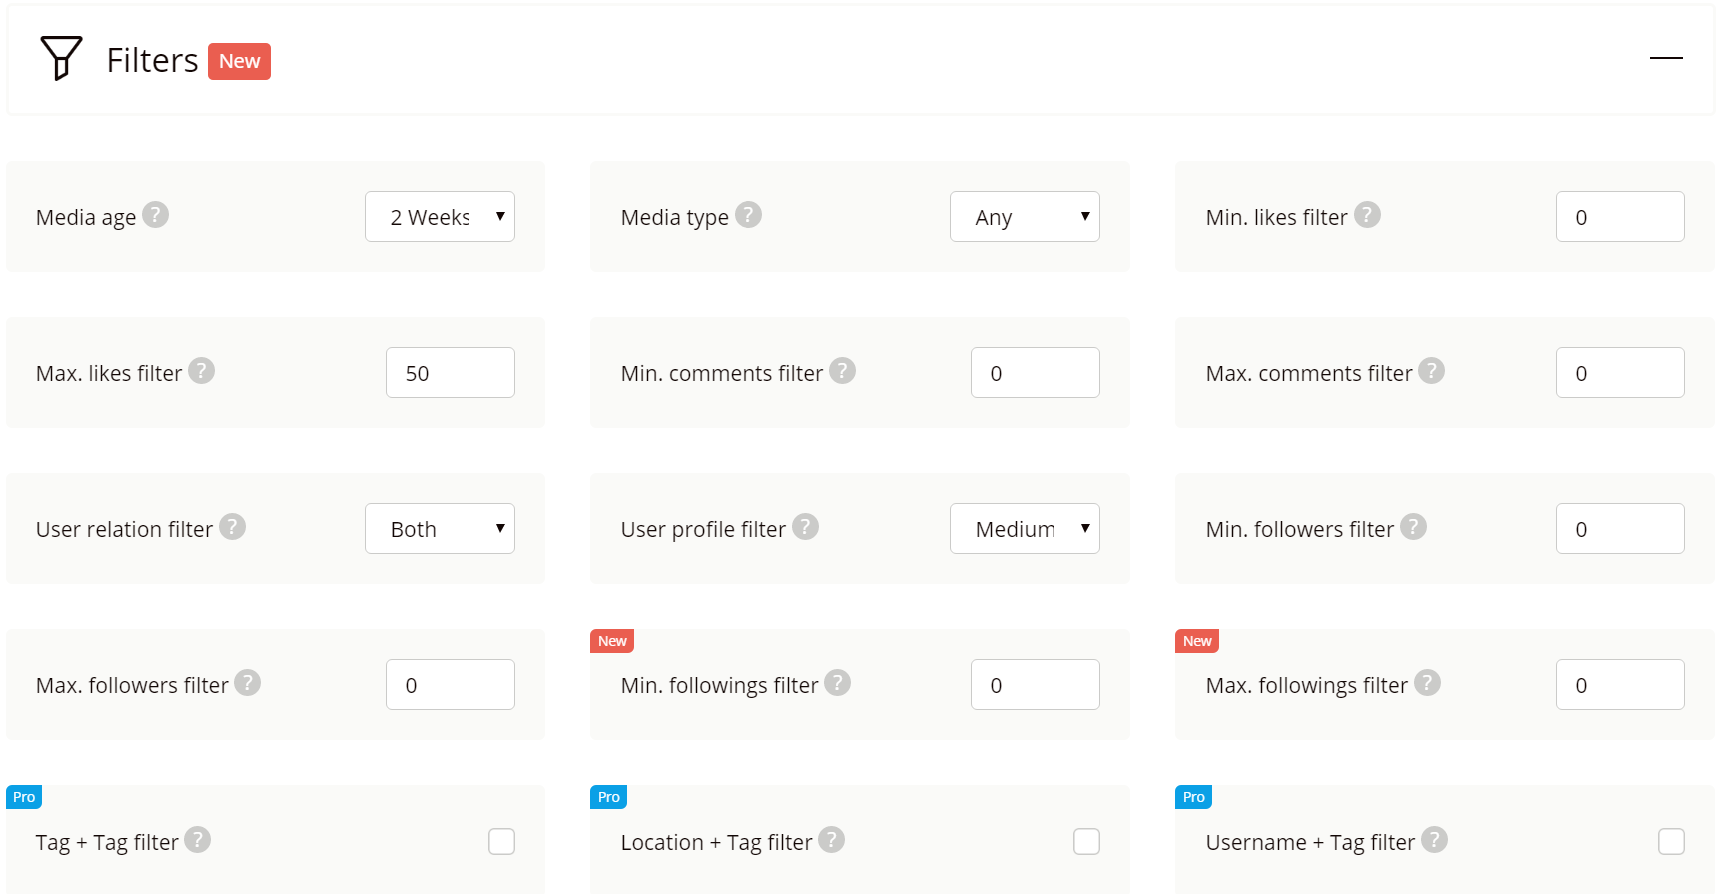 Filters New
Media age ? 2 Weeks
Media type ? Any
Min. likes filter ? 0
Max. likes filter ? 50
Min. comments filter ? 0
Max. comments filter ? 0
User relation filter ? Both
User profile filter ? Medium
Min. followers filter ? 0
Max. followers filter ? 0
New
Min. followings filter ? 0
New
Max. followings filter ? 0
Pro
Tag + Tag filter ?
Pro
Location + Tag filter ?
Pro
Username + Tag filter ?